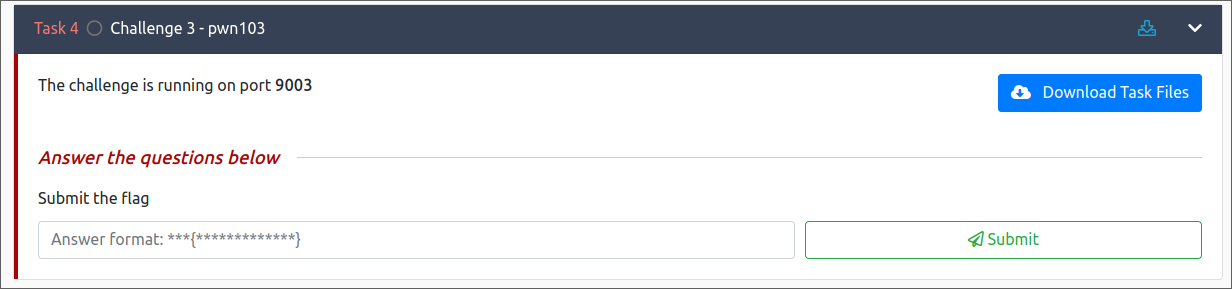 Task 4 Challenge 3 - pwn103
The challenge is running on port 9003
Download Task Files
Answer the questions below
Submit the flag
Answer format: ***{*************}
Submit